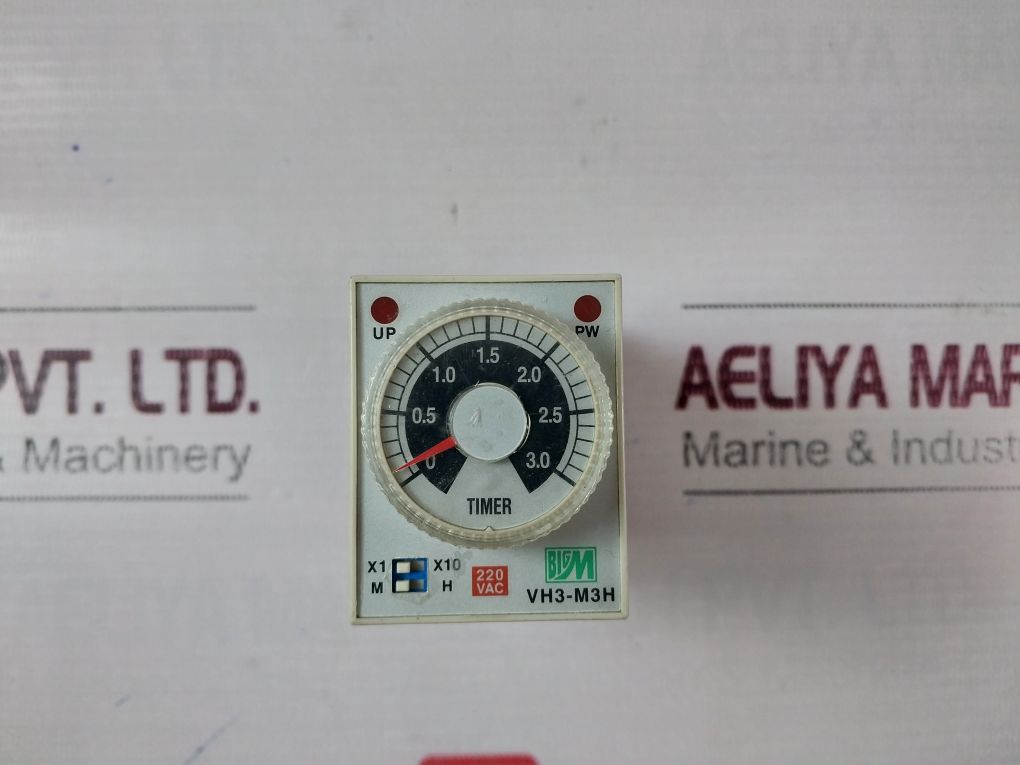 UP
PW
0 0.5 1.0 1.5 2.0 2.5 3.0
TIMER
X1 X10
M H
220
VAC
BIGM
VH3-M3H
PVT. LTD.
& Machinery
AELIYA MAR
Marine & Indust